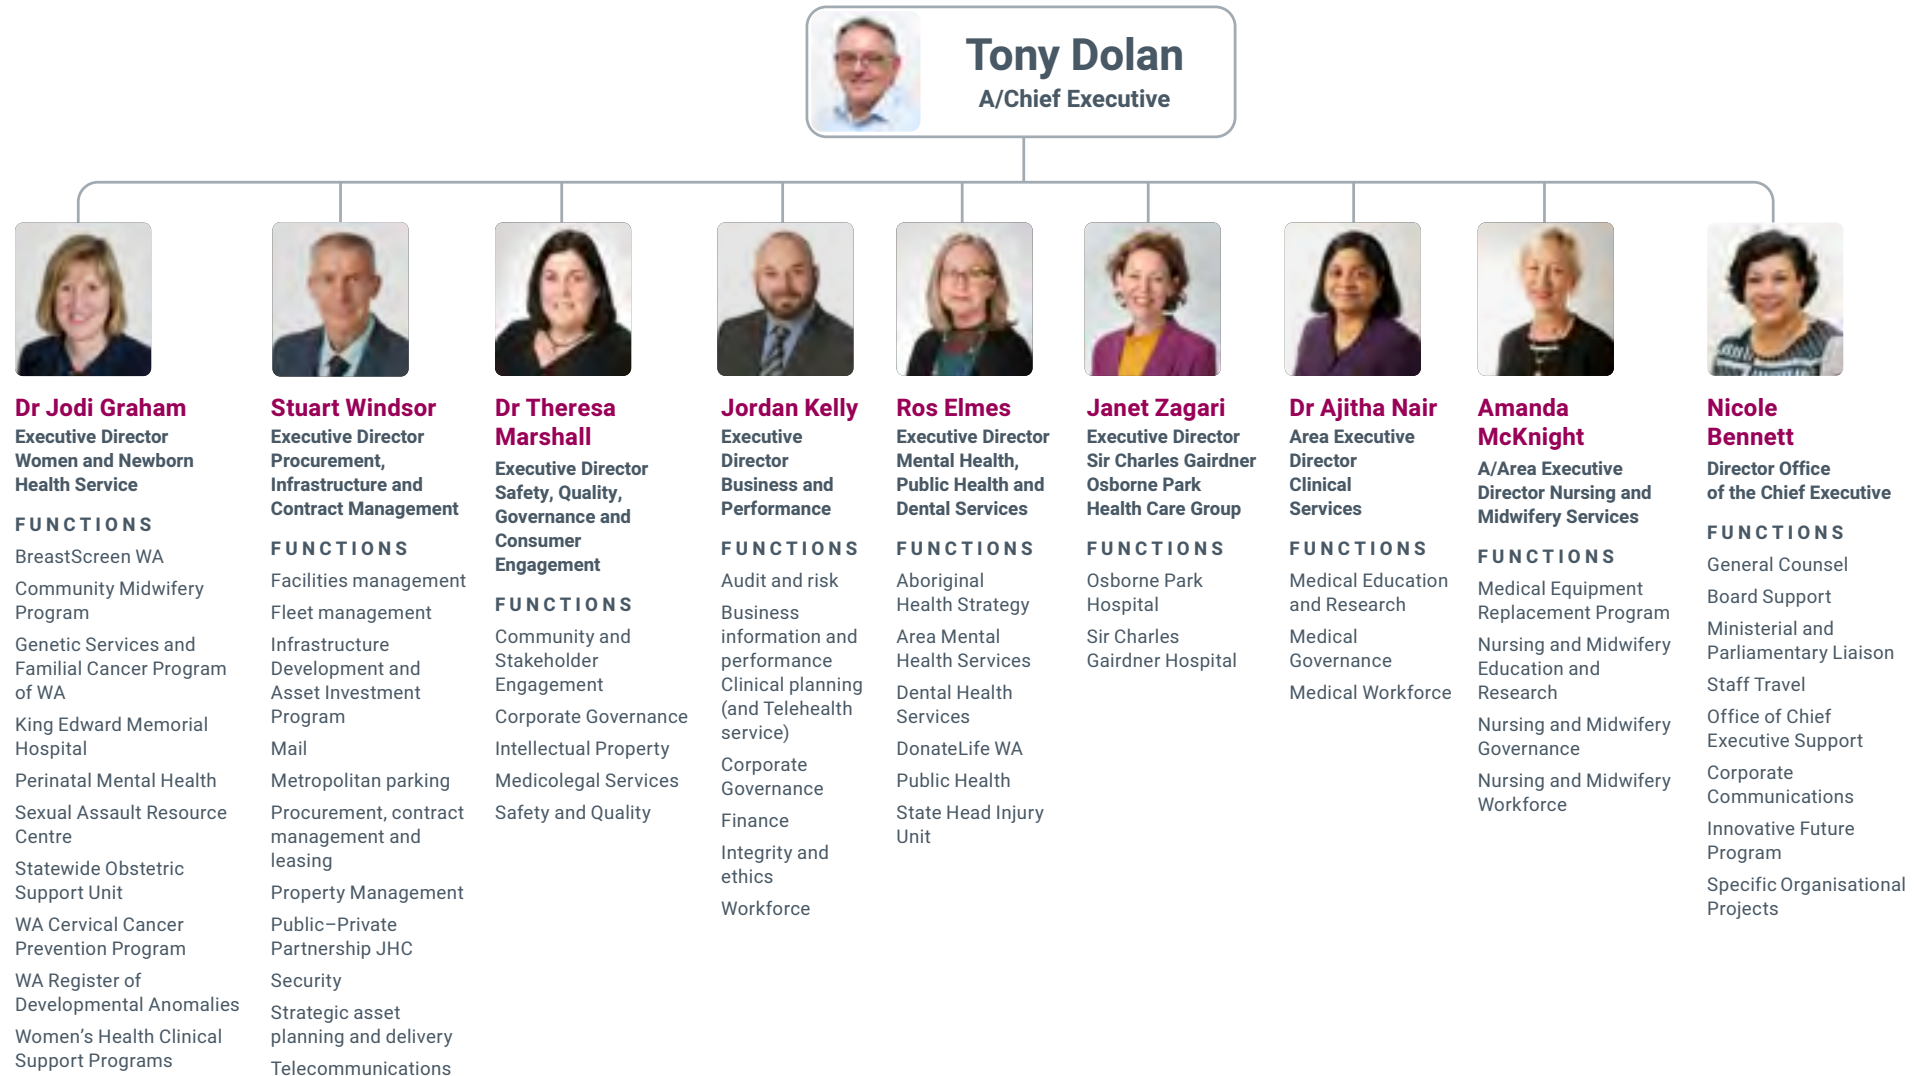 Tony Dolan
A/Chief Executive
Dr Jodi Graham
Executive Director
Women and Newborn
Health Service
FUNCTIONS
BreastScreen WA
Community Midwifery
Program
Genetic Services and
Familial Cancer Program
of WA
King Edward Memorial
Hospital
Perinatal Mental Health
Sexual Assault Resource
Centre
Statewide Obstetric
Support Unit
WA Cervical Cancer
Prevention Program
WA Register of
Developmental Anomalies
Women's Health Clinical
Support Programs
Stuart Windsor
Executive Director
Procurement,
Infrastructure and
Contract Management
FUNCTIONS
Facilities management
Fleet management
Infrastructure
Development and
Asset Investment
Program
Mail
Metropolitan parking
Procurement, contract
management and
leasing
Property Management
Public–Private
Partnership JHC
Security
Strategic asset
planning and delivery
Telecommunications
Dr Theresa
Marshall
Executive Director
Safety, Quality,
Governance and
Consumer
Engagement
FUNCTIONS
Community and
Stakeholder
Engagement
Corporate Governance
Intellectual Property
Medicolegal Services
Safety and Quality
Jordan Kelly
Executive
Director
Business and
Performance
FUNCTIONS
Audit and risk
Business
information and
performance
Clinical planning
(and Telehealth
service)
Corporate
Governance
Finance
Integrity and
ethics
Workforce
Ros Elmes
Executive Director
Mental Health,
Public Health and
Dental Services
FUNCTIONS
Aboriginal
Health Strategy
Area Mental
Health Services
Dental Health
Services
DonateLife WA
Public Health
State Head Injury
Unit
Janet Zagari
Executive Director
Sir Charles Gairdner
Osborne Park
Health Care Group
FUNCTIONS
Osborne Park
Hospital
Sir Charles
Gairdner Hospital
Dr Ajitha Nair
Area Executive
Director
Clinical
Services
FUNCTIONS
Medical Education
and Research
Medical
Governance
Medical Workforce
Amanda
McKnight
A/Area Executive
Director Nursing and
Midwifery Services
FUNCTIONS
Medical Equipment
Replacement Program
Nursing and Midwifery
Education and
Research
Nursing and Midwifery
Governance
Nursing and Midwifery
Workforce
Nicole
Bennett
Director Office
of the Chief Executive
FUNCTIONS
General Counsel
Board Support
Ministerial and
Parliamentary Liaison
Staff Travel
Office of Chief
Executive Support
Corporate
Communications
Innovative Future
Program
Specific Organisational
Projects